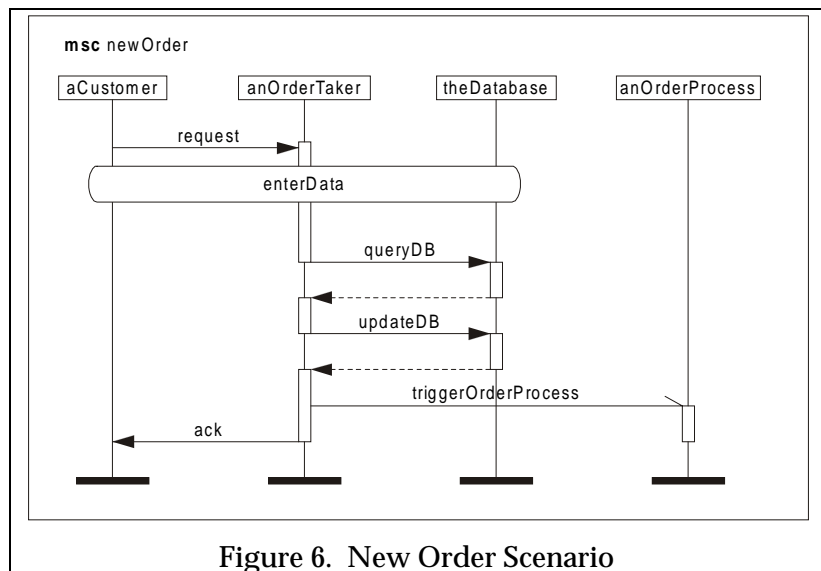 msc newOrder
aCustomer anOrderTaker theDatabase anOrderProcess
request
enterData
queryDB
updateDB
triggerOrderProcess
ack
Figure 6. New Order Scenario